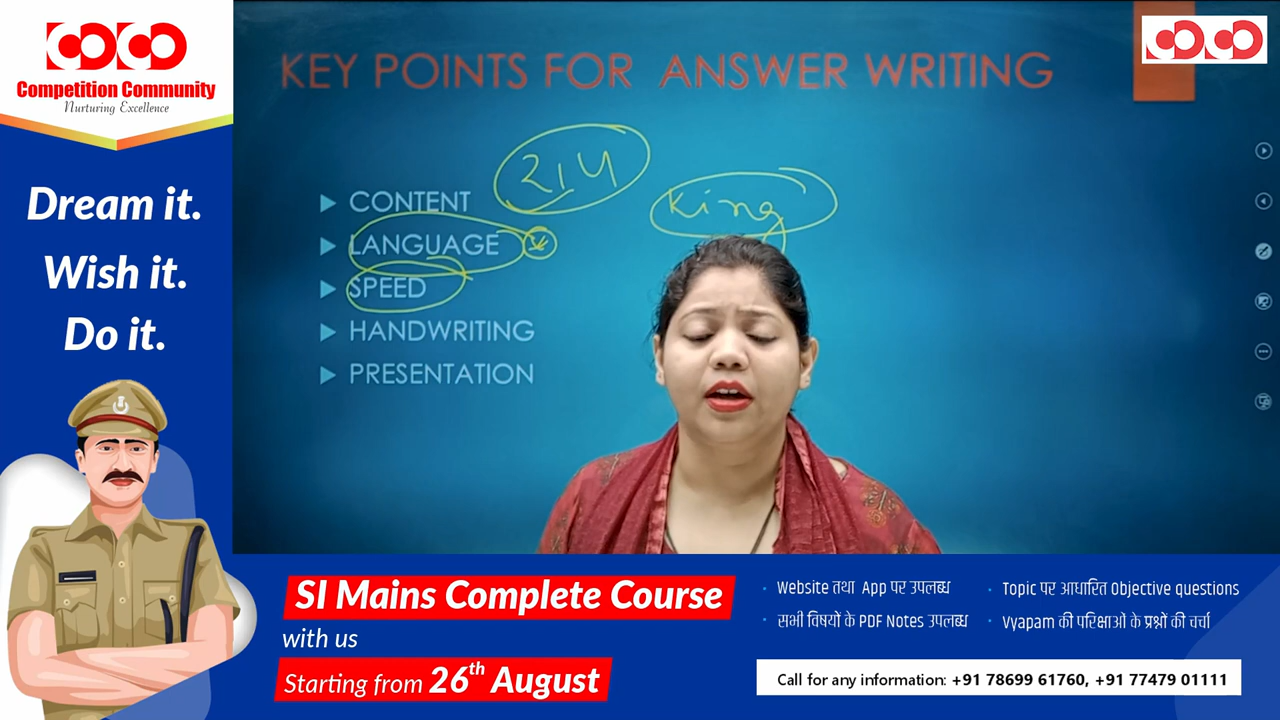 COCO
Competition Community
Nurturing Excellence
Dream it.
Wish it.
Do it.
KEY POINTS FOR ANSWER WRITING
COCO
CONTENT
LANGUAGE
SPEED
HANDWRITING
PRESENTATION
King
SI Mains Complete Course
with us
Starting from 26th August
Website तथा App पर उपलब्ध
सभी विषयों के PDF Notes उपलब्ध
Topic पर आधारित Objective questions
Vyapam की परिक्षाओं के प्रश्नों की चर्चा
Call for any information: +91 78699 61760, +91 77479 01111